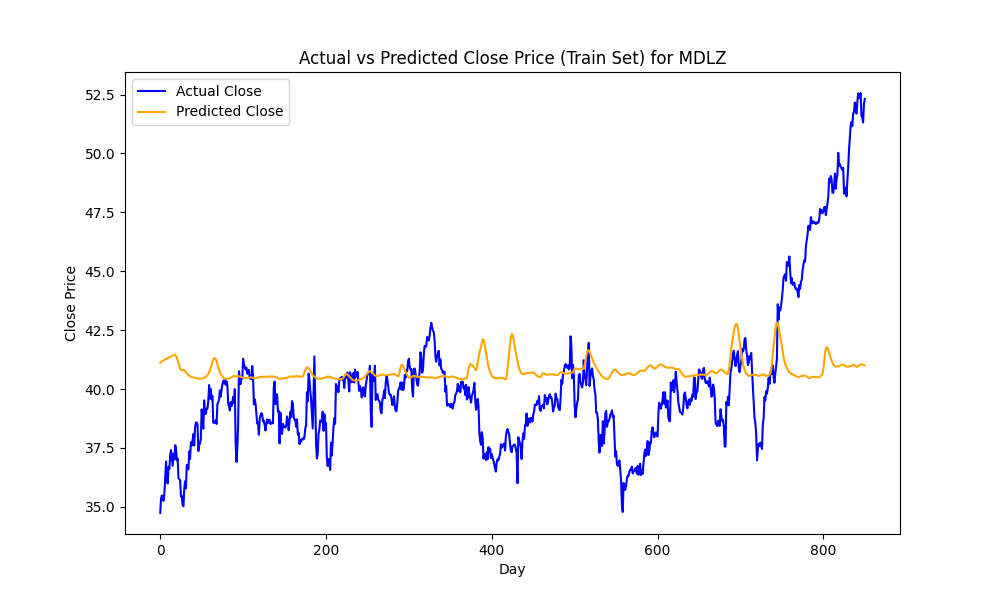 Actual vs Predicted Close Price (Train Set) for MDLZ
Actual Close
Predicted Close
52.5
50.0
47.5
45.0
42.5
40.0
37.5
35.0
Close Price
0 200 400 600 800
Day